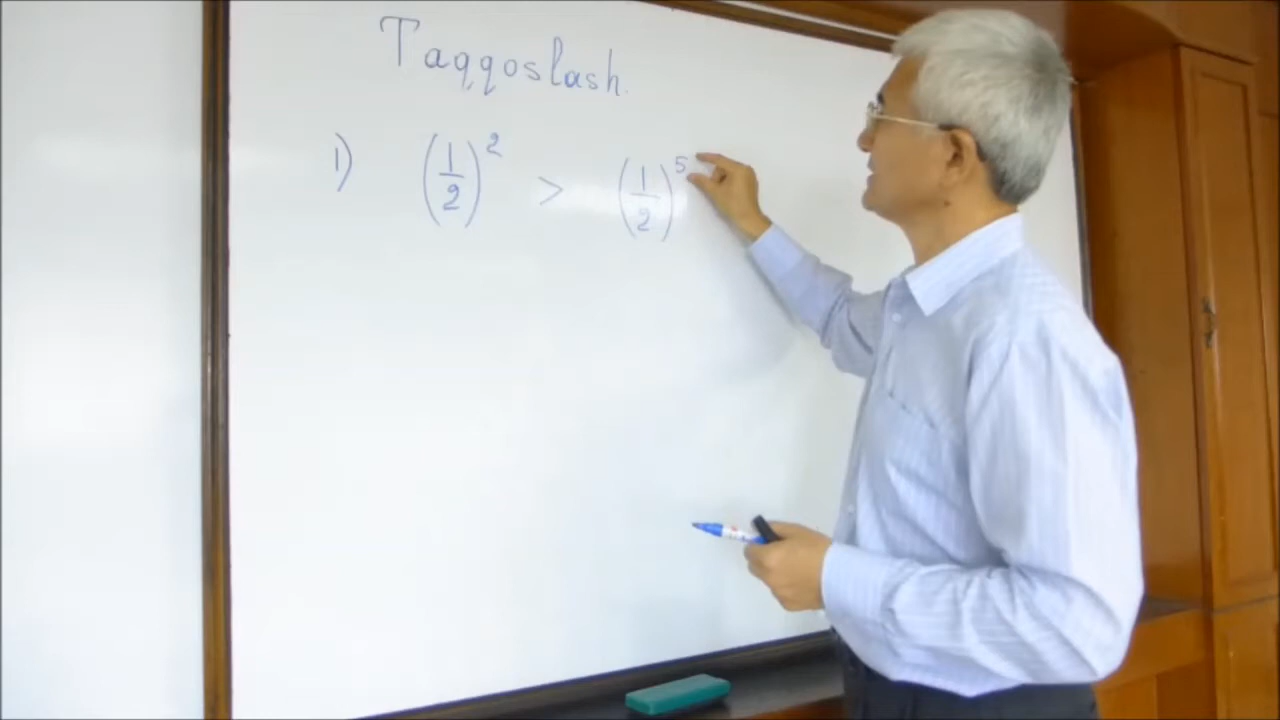 Taqqoslash.
1) (1/2)² > (1/2)⁵